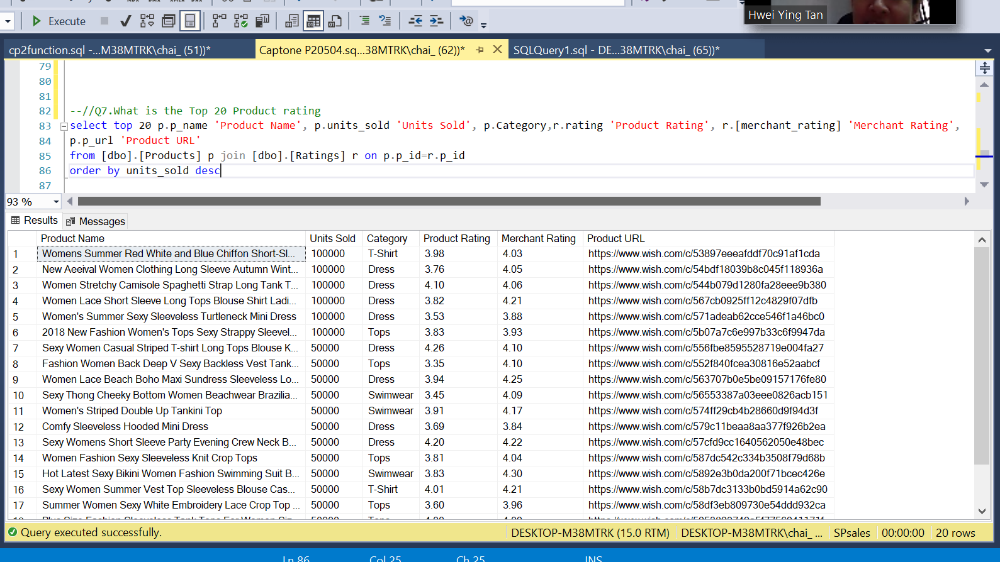 Execute
Hwei Ying Tan
cp2function.sql -...M38MTRK\chai_ (51))*
Captone P20504.sq...38MTRK\chai_ (62))*
SQLQuery1.sql - DE...38MTRK\chai_ (65))*
79
80
81
82 --//Q7.What is the Top 20 Product rating
83 select top 20 p.p_name 'Product Name', p.units_sold 'Units Sold', p.Category,r.rating 'Product Rating', r.[merchant_rating] 'Merchant Rating',
84 p.p_url 'Product URL'
85 from [dbo].[Products] p join [dbo].[Ratings] r on p.p_id=r.p_id
86 order by units_sold desc
87
93 %
Results Messages
Product Name Units Sold Category Product Rating Merchant Rating Product URL
1 Womens Summer Red White and Blue Chiffon Short-Sl... 100000 T-Shirt 3.98 4.03 https://www.wish.com/c/53897eeeafddf70c91af1cda
2 New Aeeival Women Clothing Long Sleeve Autumn Wint... 100000 Dress 3.76 4.05 https://www.wish.com/c/54bdf18039b8c045f118936a
3 Women Stretchy Camisole Spaghetti Strap Long Tank T... 100000 Dress 4.10 4.06 https://www.wish.com/c/544b079d1280fa28eee9b380
4 Women Lace Short Sleeve Long Tops Blouse Shirt Ladi... 100000 Dress 3.82 4.21 https://www.wish.com/c/567cb0925ff12c4829f07dfb
5 Women's Summer Sexy Sleeveless Turtleneck Mini Dress 100000 Dress 3.53 3.88 https://www.wish.com/c/571adeab62cce546f1a46bc0
6 2018 New Fashion Women's Tops Sexy Strappy Sleevel... 100000 Tops 3.83 3.93 https://www.wish.com/c/5b07a7c6e997b33c6f9947da
7 Sexy Women Casual Striped T-shirt Long Tops Blouse K... 50000 Dress 4.26 4.10 https://www.wish.com/c/556fbe8595528719e004fa27
8 Fashion Women Back Deep V Sexy Backless Vest Tank... 50000 Tops 3.35 4.10 https://www.wish.com/c/552f840fcea30816e52aabcf
9 Women Lace Beach Boho Maxi Sundress Sleeveless Lo... 50000 Dress 3.94 4.25 https://www.wish.com/c/563707b0e5be09157176fe80
10 Sexy Thong Cheeky Bottom Women Beachwear Brazilia... 50000 Swimwear 3.45 4.09 https://www.wish.com/c/56553387a03eee0826acb151
11 Women's Striped Double Up Tankini Top 50000 Swimwear 3.91 4.17 https://www.wish.com/c/574ff29cb4b28660d9f94d3f
12 Comfy Sleeveless Hooded Mini Dress 50000 Dress 3.69 3.84 https://www.wish.com/c/579c11beaa8aa377f926b2ea
13 Sexy Womens Short Sleeve Party Evening Crew Neck B... 50000 Dress 4.20 4.22 https://www.wish.com/c/57cfd9cc1640562050e48bec
14 Women Fashion Sexy Sleeveless Knit Crop Tops 50000 Tops 3.81 4.04 https://www.wish.com/c/587dc542c334b3508f79d68b
15 Hot Latest Sexy Bikini Women Fashion Swimming Suit B... 50000 Swimwear 3.83 4.30 https://www.wish.com/c/5892e3b0da200f71bcec426e
16 Sexy Women Summer Vest Top Sleeveless Blouse Cas... 50000 T-Shirt 4.01 4.21 https://www.wish.com/c/58b7dc3133b0bd5914a62c90
17 Summer Women Sexy White Embroidery Lace Crop Top ... 50000 Tops 3.60 3.96 https://www.wish.com/c/58df3eb809730e54ddd932ca
Query executed successfully. DESKTOP-M38MTRK (15.0 RTM) DESKTOP-M38MTRK\chai_ ... SPsales 00:00:00 20 rows
Ln 86 Col 25 Ch 25 INS